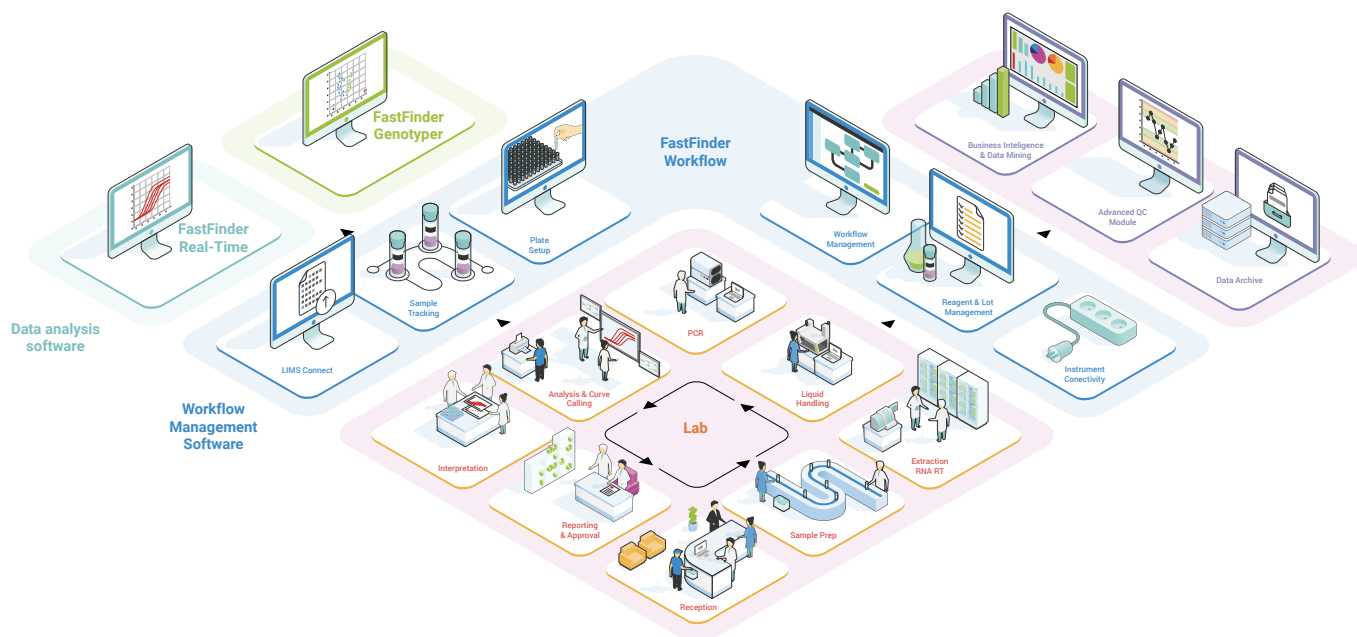 FastFinder
Genotyper
FastFinder
Real-Time
Data analysis
software
FastFinder
Workflow
Plate
Setup
Sample
Tracking
LIMS Connect
Workflow
Management
Software
Workflow
Management
Reagent & Lot
Management
Instrument
Conectivity
Business Inteligence
& Data Mining
Advanced QC
Module
Data Archive
PCR
Analysis & Curve
Calling
Liquid
Handling
Interpretation
Lab
Extraction
RNA RT
Reporting
& Approval
Sample Prep
Reception